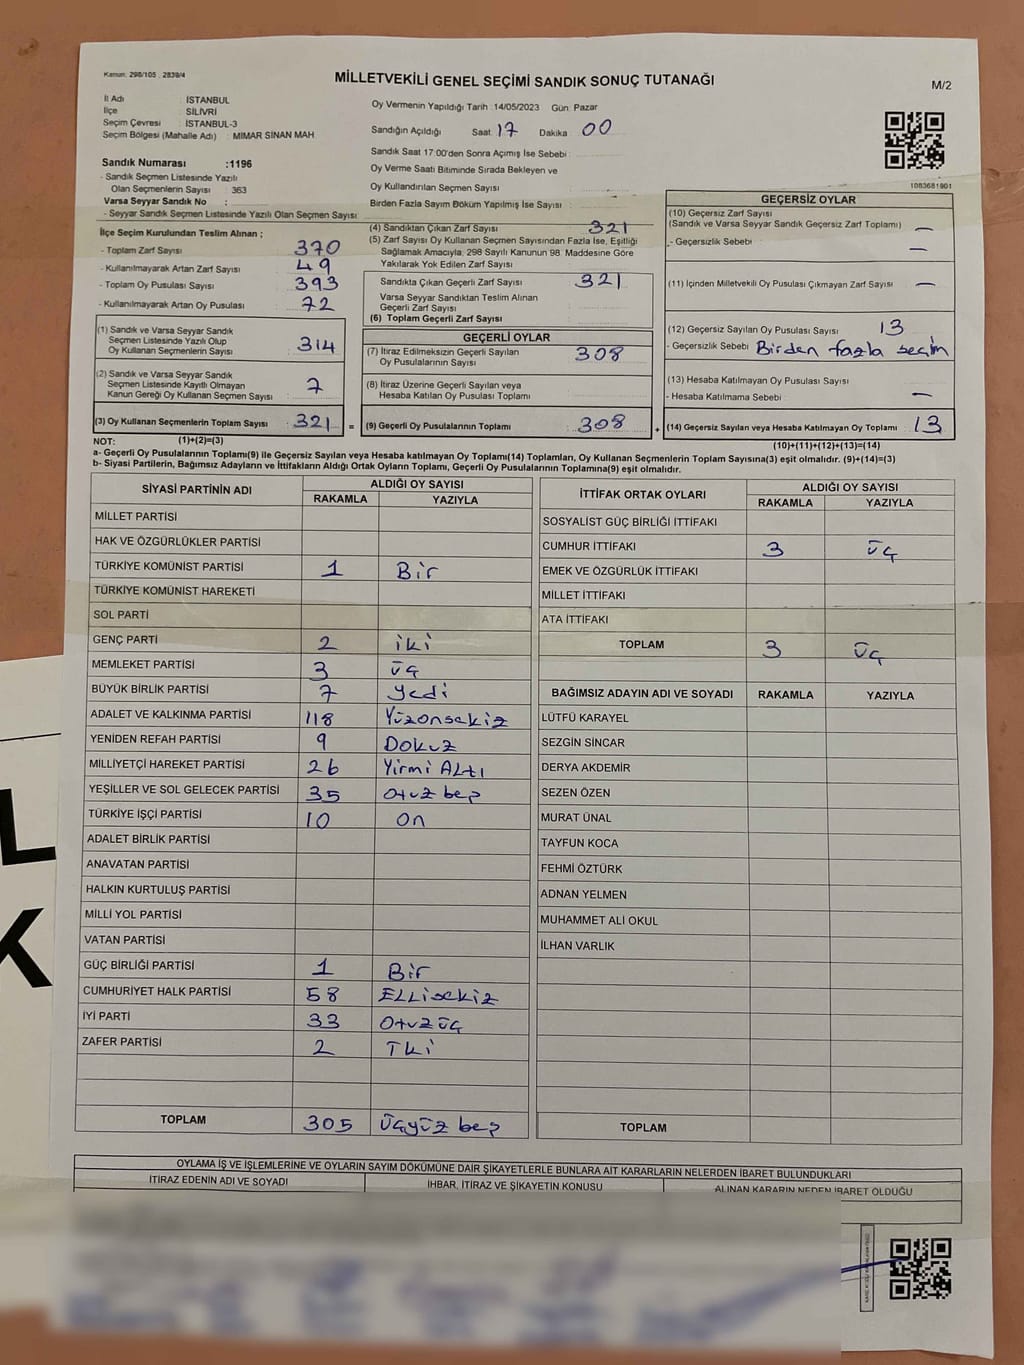 Kanun: 298/105 , 2839/4
MİLLETVEKİLİ GENEL SEÇİMİ SANDIK SONUÇ TUTANAĞI
M/2
İl Adı : İSTANBUL
İlçe : SİLİVRİ
Seçim Çevresi : İSTANBUL-3
Seçim Bölgesi (Mahalle Adı) : MIMAR SİNAN MAH
Oy Vermenin Yapıldığı Tarih :14/05/2023 Gün: Pazar
Sandığın Açıldığı Saat 17 Dakika 00
Sandık Saat 17:00'den Sonra Açımış İse Sebebi :
Oy Verme Saati Bitiminde Sırada Bekleyen ve
Oy Kullandırılan Seçmen Sayısı :
Birden Fazla Sayım Döküm Yapılmış İse Sayısı :
1083681901
Sandık Numarası :1196
- Sandık Seçmen Listesinde Yazılı
Olan Seçmenlerin Sayısı : 363
Varsa Seyyar Sandık No :
- Seyyar Sandık Seçmen Listesinde Yazılı Olan Seçmen Sayısı
İlçe Seçim Kurulundan Teslim Alınan ;
- Toplam Zarf Sayısı : 370
- Kullanılmayarak Artan Zarf Sayısı : 49
- Toplam Oy Pusulası Sayısı : 393
- Kullanılmayarak Artan Oy Pusulası : 72
(1) Sandık ve Varsa Seyyar Sandık
Seçmen Listesinde Yazılı Olup
Oy Kullanan Seçmenlerin Sayısı : 314
(2) Sandık ve Varsa Seyyar Sandık
Seçmen Listesinde Kayıtlı Olmayan
Kanun Gereği Oy Kullanan Seçmen Sayısı : 7
(3) Oy Kullanan Seçmenlerin Toplam Sayısı : 321 =
(1)+(2)=(3)
(4) Sandıktan Çıkan Zarf Sayısı : 321
(5) Zarf Sayısı Oy Kullanan Seçmen Sayısından Fazla İse, Eşitliği
Sağlamak Amacıyla, 298 Sayılı Kanunun 98. Maddesine Göre
Yakılarak Yok Edilen Zarf Sayısı :
Sandıkta Çıkan Geçerli Zarf Sayısı : 321
Varsa Seyyar Sandıktan Teslim Alınan
Geçerli Zarf Sayısı :
(6) Toplam Geçerli Zarf Sayısı :
GEÇERLİ OYLAR
(7) İtiraz Edilmeksizin Geçerli Sayılan
Oy Pusulalarının Sayısı : 308
(8) İtiraz Üzerine Geçerli Sayılan veya
Hesaba Katılan Oy Pusulası Toplamı :
(9) Geçerli Oy Pusulalarının Toplamı : 308 +
GEÇERSİZ OYLAR
(10) Geçersiz Zarf Sayısı
(Sandık ve Varsa Seyyar Sandık Geçersiz Zarf Toplamı) : —
- Geçersizlik Sebebi : —
(11) İçinden Milletvekili Oy Pusulası Çıkmayan Zarf Sayısı : —
(12) Geçersiz Sayılan Oy Pusulası Sayısı : 13
- Geçersizlik Sebebi : Birden fazla seçim
(13) Hesaba Katılmayan Oy Pusulası Sayısı :
- Hesaba Katılmama Sebebi : —
(14) Geçersiz Sayılan veya Hesaba Katılmayan Oy Toplamı : 13
(10)+(11)+(12)+(13)=(14)
NOT:
a- Geçerli Oy Pusulalarının Toplamı(9) ile Geçersiz Sayılan veya Hesaba katılmayan Oy Toplamı(14) Toplamları, Oy Kullanan Seçmenlerin Toplam Sayısına(3) eşit olmalıdır. (9)+(14)=(3)
b- Siyasi Partilerin, Bağımsız Adayların ve İttifakların Aldığı Ortak Oyların Toplamı, Geçerli Oy Pusulalarının Toplamına(9) eşit olmalıdır.
SİYASİ PARTİNİN ADI ALDIĞI OY SAYISI
RAKAMLA YAZIYLA
MİLLET PARTİSİ
HAK VE ÖZGÜRLÜKLER PARTİSİ
TÜRKİYE KOMÜNİST PARTİSİ 1 Bir
TÜRKİYE KOMÜNİST HAREKETİ
SOL PARTİ
GENÇ PARTİ 2 iki
MEMLEKET PARTİSİ 3 üç
BÜYÜK BİRLİK PARTİSİ 7 yedi
ADALET VE KALKINMA PARTİSİ 118 Yüzonsekiz
YENİDEN REFAH PARTİSİ 9 Dokuz
MİLLİYETÇİ HAREKET PARTİSİ 26 Yirmi Altı
YEŞİLLER VE SOL GELECEK PARTİSİ 35 otuz beş
TÜRKİYE İŞÇİ PARTİSİ 10 on
ADALET BİRLİK PARTİSİ
ANAVATAN PARTİSİ
HALKIN KURTULUŞ PARTİSİ
MİLLİ YOL PARTİSİ
VATAN PARTİSİ
GÜÇ BİRLİĞİ PARTİSİ 1 Bir
CUMHURİYET HALK PARTİSİ 58 ELLİsekiz
İYİ PARTİ 33 Otuzüç
ZAFER PARTİSİ 2 İki
TOPLAM 305 üçyüz beş
İTTİFAK ORTAK OYLARI ALDIĞI OY SAYISI
RAKAMLA YAZIYLA
SOSYALİST GÜÇ BİRLİĞİ İTTİFAKI
CUMHUR İTTİFAKI 3 üç
EMEK VE ÖZGÜRLÜK İTTİFAKI
MİLLET İTTİFAKI
ATA İTTİFAKI
TOPLAM 3 üç
BAĞIMSIZ ADAYIN ADI VE SOYADI RAKAMLA YAZIYLA
LÜTFÜ KARAYEL
SEZGİN SİNCAR
DERYA AKDEMİR
SEZEN ÖZEN
MURAT ÜNAL
TAYFUN KOCA
FEHMİ ÖZTÜRK
ADNAN YELMEN
MUHAMMET ALİ OKUL
İLHAN VARLIK
TOPLAM
OYLAMA İŞ VE İŞLEMLERİNE VE OYLARIN SAYIM DÖKÜMÜNE DAİR ŞİKAYETLERLE BUNLARA AİT KARARLARIN NELERDEN İBARET BULUNDUKLARI
İTİRAZ EDENİN ADI VE SOYADI İHBAR, İTİRAZ VE ŞİKAYETİN KONUSU ALINAN KARARIN NEDEN İBARET OLDUĞU
L
K